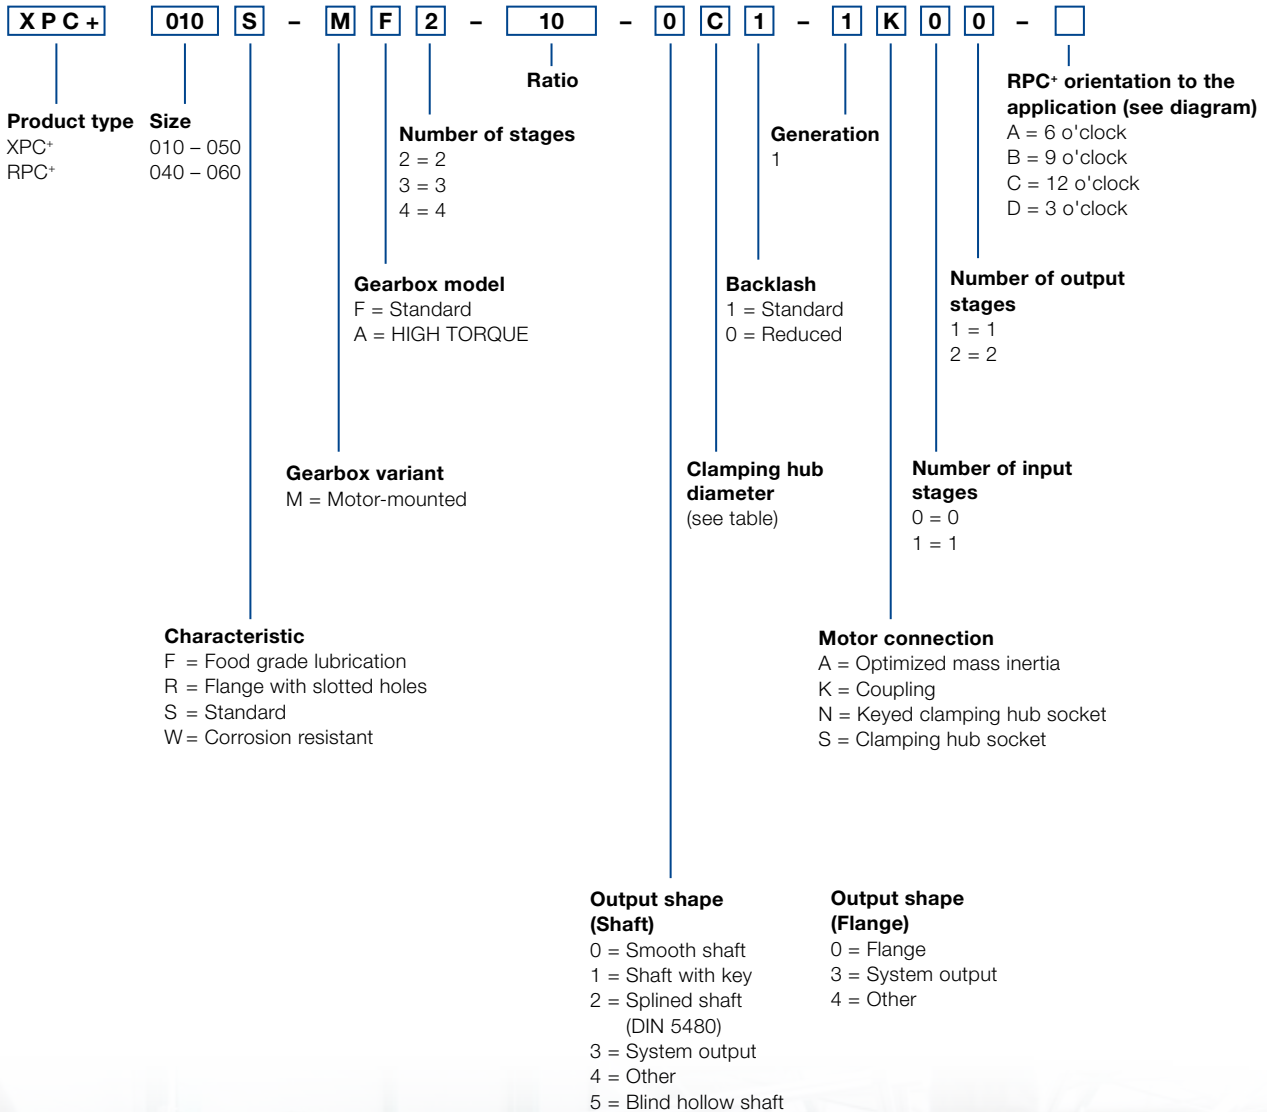 XPC+ 010 S – M F 2 – 10 – 0 C 1 – 1 K 0 0 –
Product type
XPC+
RPC+
Size
010 – 050
040 – 060
Number of stages
2 = 2
3 = 3
4 = 4
Ratio
Generation
1
RPC+ orientation to the
application (see diagram)
A = 6 o'clock
B = 9 o'clock
C = 12 o'clock
D = 3 o'clock
Gearbox model
F = Standard
A = HIGH TORQUE
Backlash
1 = Standard
0 = Reduced
Number of output
stages
1 = 1
2 = 2
Gearbox variant
M = Motor-mounted
Clamping hub
diameter
(see table)
Number of input
stages
0 = 0
1 = 1
Characteristic
F = Food grade lubrication
R = Flange with slotted holes
S = Standard
W = Corrosion resistant
Motor connection
A = Optimized mass inertia
K = Coupling
N = Keyed clamping hub socket
S = Clamping hub socket
Output shape
(Shaft)
0 = Smooth shaft
1 = Shaft with key
2 = Splined shaft
(DIN 5480)
3 = System output
4 = Other
5 = Blind hollow shaft
Output shape
(Flange)
0 = Flange
3 = System output
4 = Other